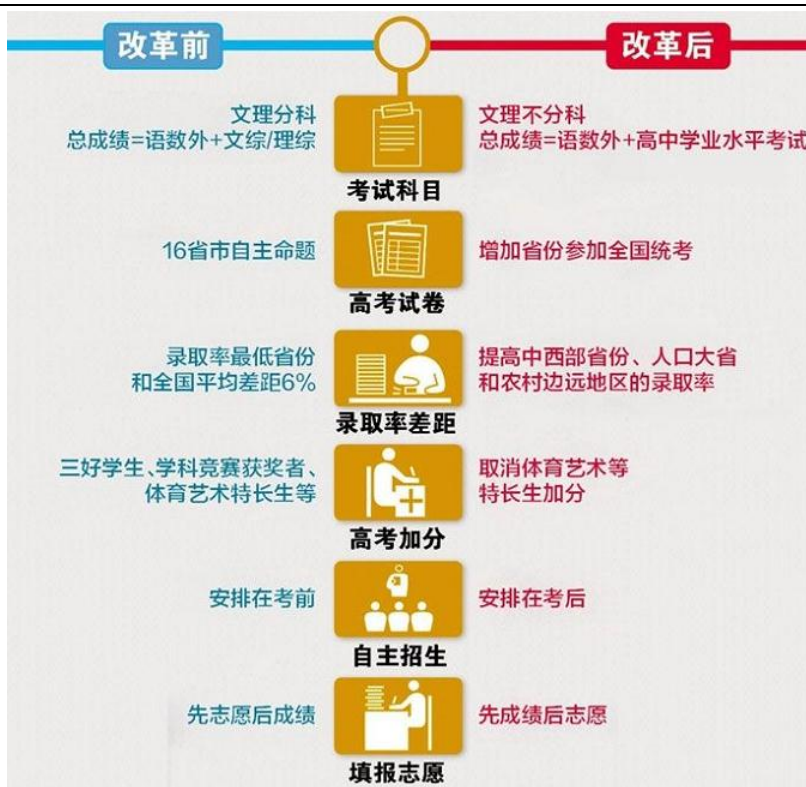 改革前
改革后
文理分科
总成绩=语数外+文综/理综
考试科目
文理不分科
总成绩=语数外+高中学业水平考试
16省市自主命题
高考试卷
增加省份参加全国统考
录取率最低省份
和全国平均差距6%
录取率差距
提高中西部省份、人口大省
和农村边远地区的录取率
三好学生、学科竞赛获奖者、
体育艺术特长生等
高考加分
取消体育艺术等
特长生加分
安排在考前
自主招生
安排在考后
先志愿后成绩
填报志愿
先成绩后志愿